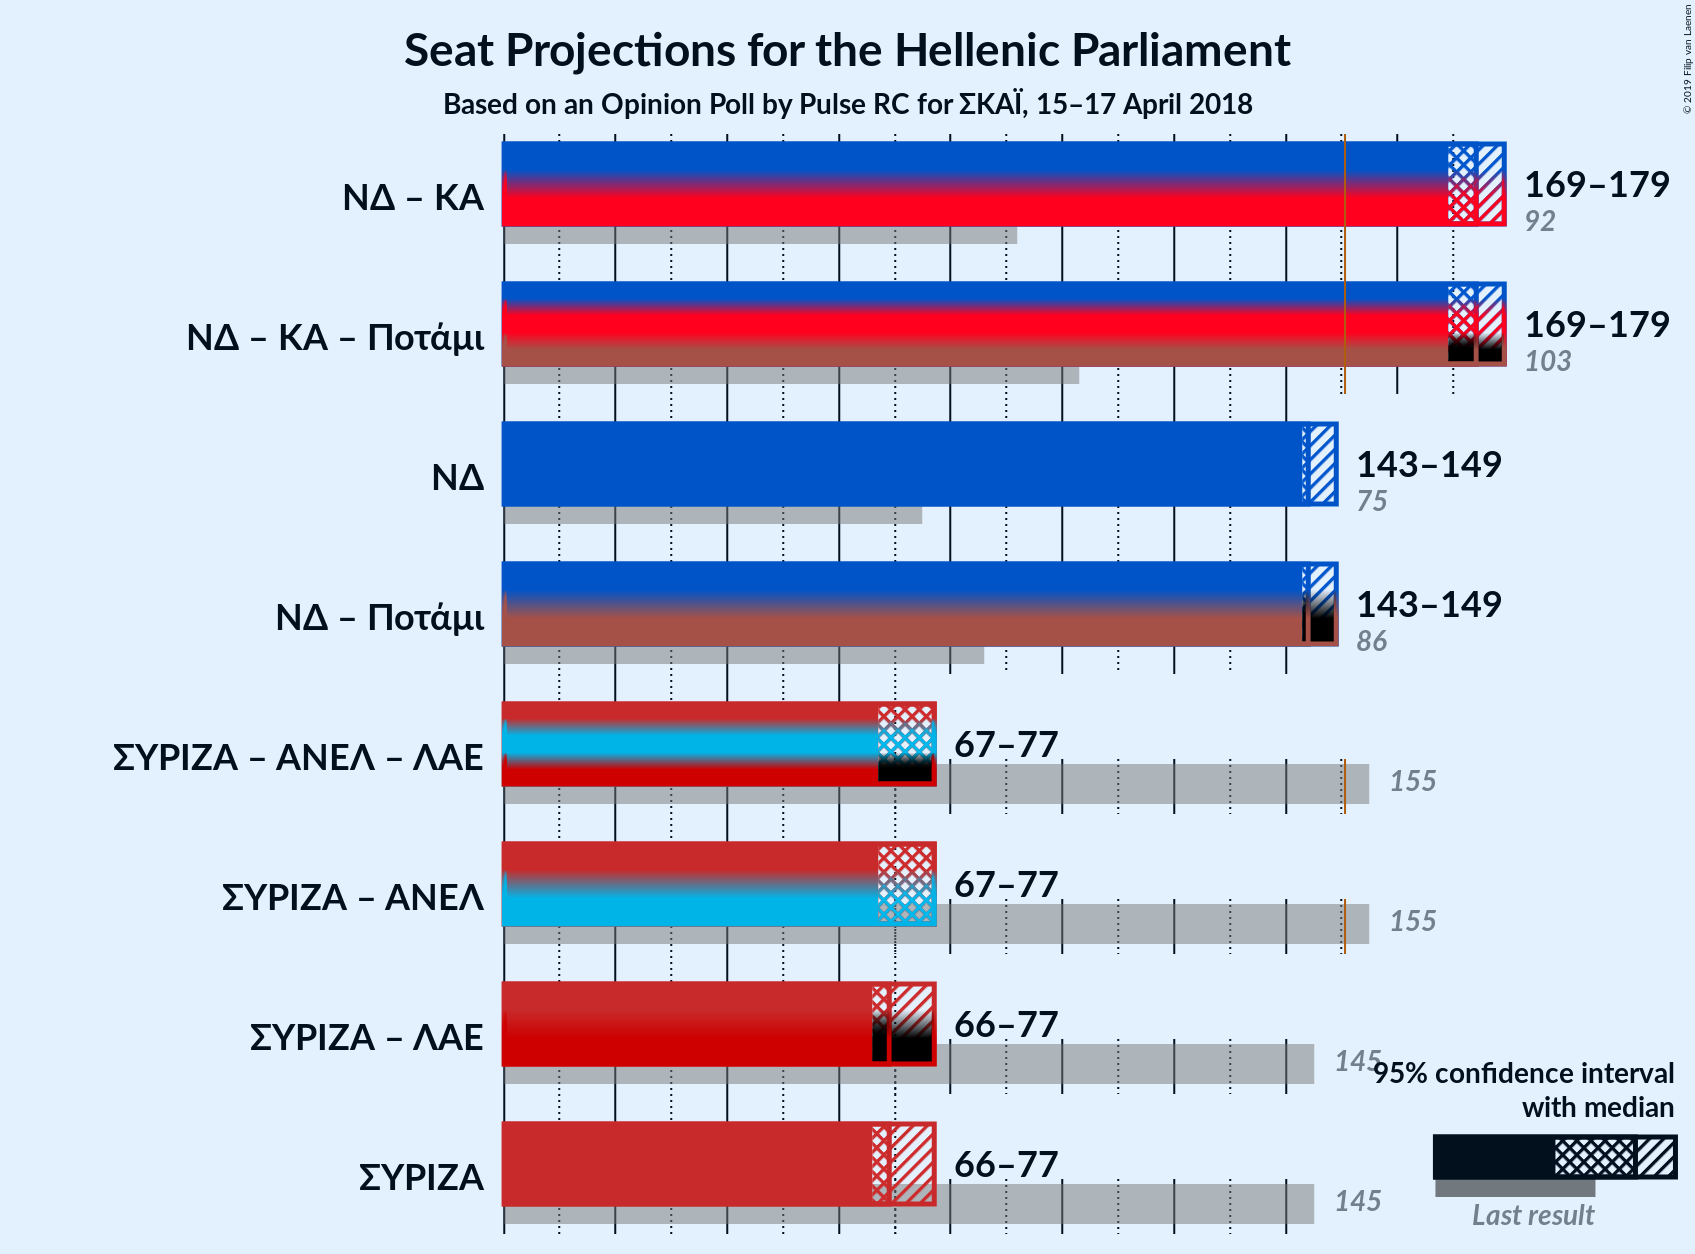 Seat Projections for the Hellenic Parliament
Based on an Opinion Poll by Pulse RC for ΣΚΑΪ, 15–17 April 2018
© 2019 Filip van Laenen
ΝΔ – ΚΑ
169–179
92
ΝΔ – ΚΑ – Ποτάμι
169–179
103
ΝΔ
143–149
75
ΝΔ – Ποτάμι
143–149
86
ΣΥΡΙΖΑ – ΑΝΕΛ – ΛΑΕ
67–77
155
ΣΥΡΙΖΑ – ΑΝΕΛ
67–77
155
ΣΥΡΙΖΑ – ΛΑΕ
66–77
145
ΣΥΡΙΖΑ
66–77
145
95% confidence interval
with median
Last result